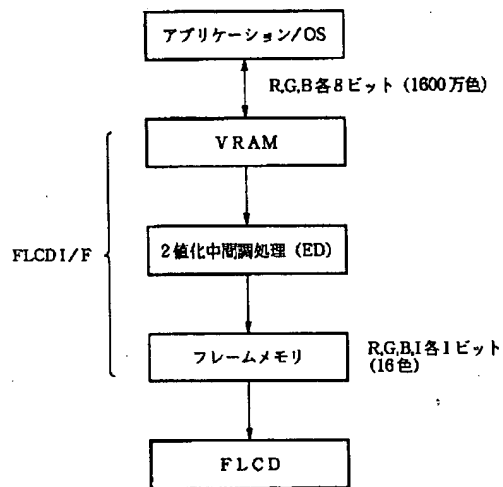 アプリケーション/OS
R,G,B各8ビット (1600万色)
VRAM
FLCDI/F
2値化中間調処理 (ED)
R,G,B,I各1ビット
(16色)
フレームメモリ
FLCD